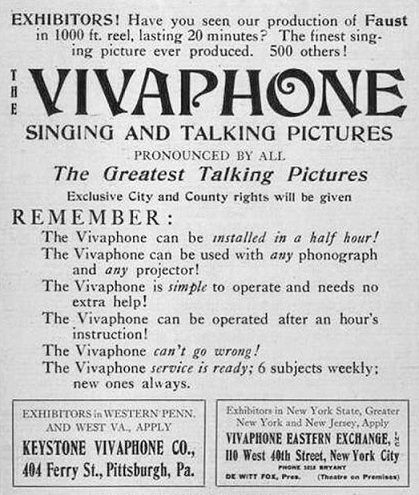 EXHIBITORS! Have you seen our production of Faust
in 1000 ft. reel, lasting 20 minutes? The finest sing-
ing picture ever produced. 500 others!
THE VIVAPHONE
SINGING AND TALKING PICTURES
PRONOUNCED BY ALL
The Greatest Talking Pictures
Exclusive City and County rights will be given
REMEMBER:
The Vivaphone can be installed in a half hour!
The Vivaphone can be used with any phonograph
and any projector!
The Vivaphone is simple to operate and needs no
extra help!
The Vivaphone can be operated after an hour's
instruction!
The Vivaphone can't go wrong!
The Vivaphone service is ready; 6 subjects weekly;
new ones always.
EXHIBITORS in WESTERN PENN.
AND WEST VA., APPLY
KEYSTONE VIVAPHONE CO.,
404 Ferry St., Pittsburgh, Pa.
Exhibitors in New York State, Greater
New York and New Jersey, Apply
VIVAPHONE EASTERN EXCHANGE, INC
110 West 40th Street, New York City
PHONE BRYANT
DE WITT FOX, Pres. (Theatre on Premises)